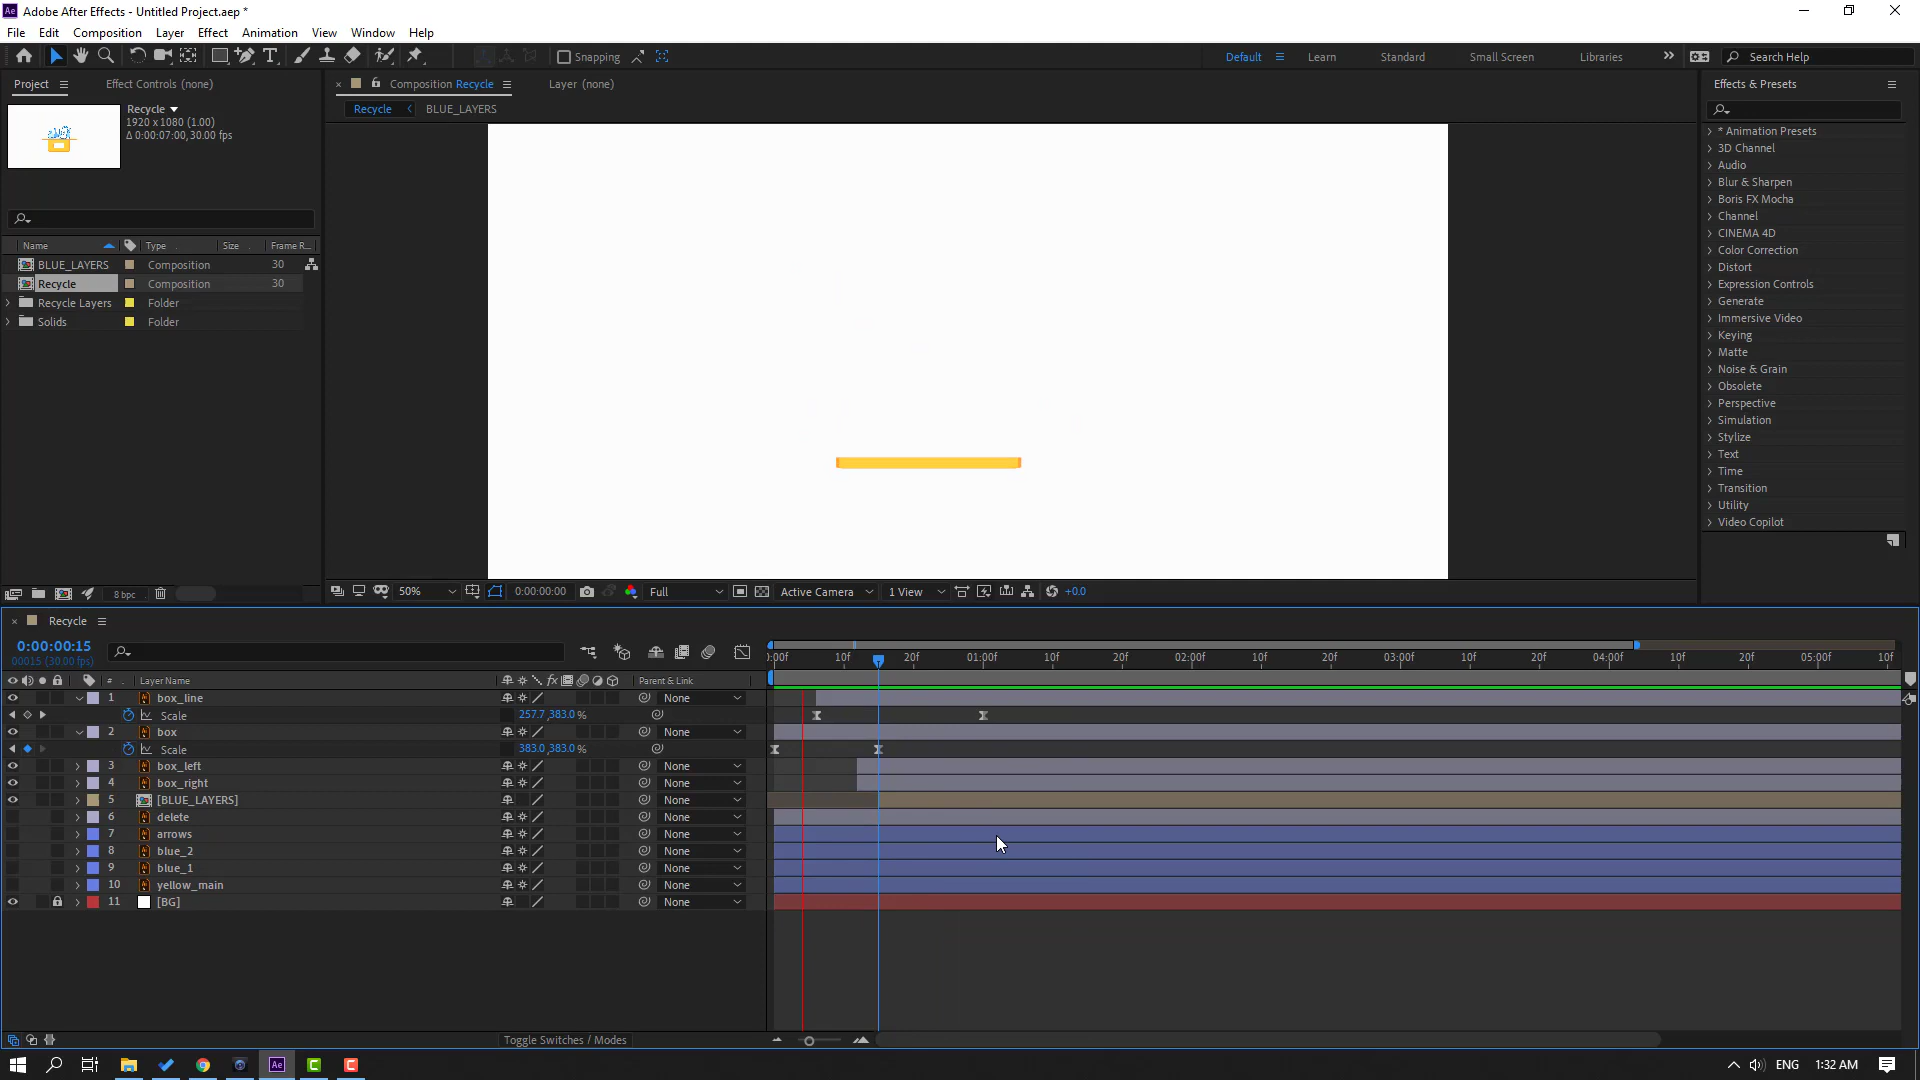 Adobe After Effects - Untitled Project.aep *
File Edit Composition Layer Effect Animation View Window Help
Snapping
Default Learn Standard Small Screen Libraries Search Help
Project Effect Controls (none)
Composition Recycle Layer (none)
Effects & Presets
Recycle BLUE_LAYERS
Recycle
1920 x 1080 (1.00)
Δ 0:00:07:00, 30.00 fps
Name Type Size Frame R...
BLUE_LAYERS Composition 30
Recycle Composition 30
Recycle Layers Folder
Solids Folder
8 bpc
* Animation Presets
3D Channel
Audio
Blur & Sharpen
Boris FX Mocha
Channel
CINEMA 4D
Color Correction
Distort
Expression Controls
Generate
Immersive Video
Keying
Matte
Noise & Grain
Obsolete
Perspective
Simulation
Stylize
Text
Time
Transition
Utility
Video Copilot
50% 0:00:00:00 Full Active Camera 1 View +0.0
Recycle
0:00:00:15
00015 (30.00 fps)
:00f 10f 20f 01:00f 10f 20f 02:00f 10f 20f 03:00f 10f 20f 04:00f 10f 20f 05:00f 10f
# Layer Name fx Parent & Link
1 box_line None
Scale 257.7,383.0 %
2 box None
Scale 383.0,383.0 %
3 box_left None
4 box_right None
5 [BLUE_LAYERS] None
6 delete None
7 arrows None
8 blue_2 None
9 blue_1 None
10 yellow_main None
11 [BG] None
Toggle Switches / Modes
ENG 1:32 AM